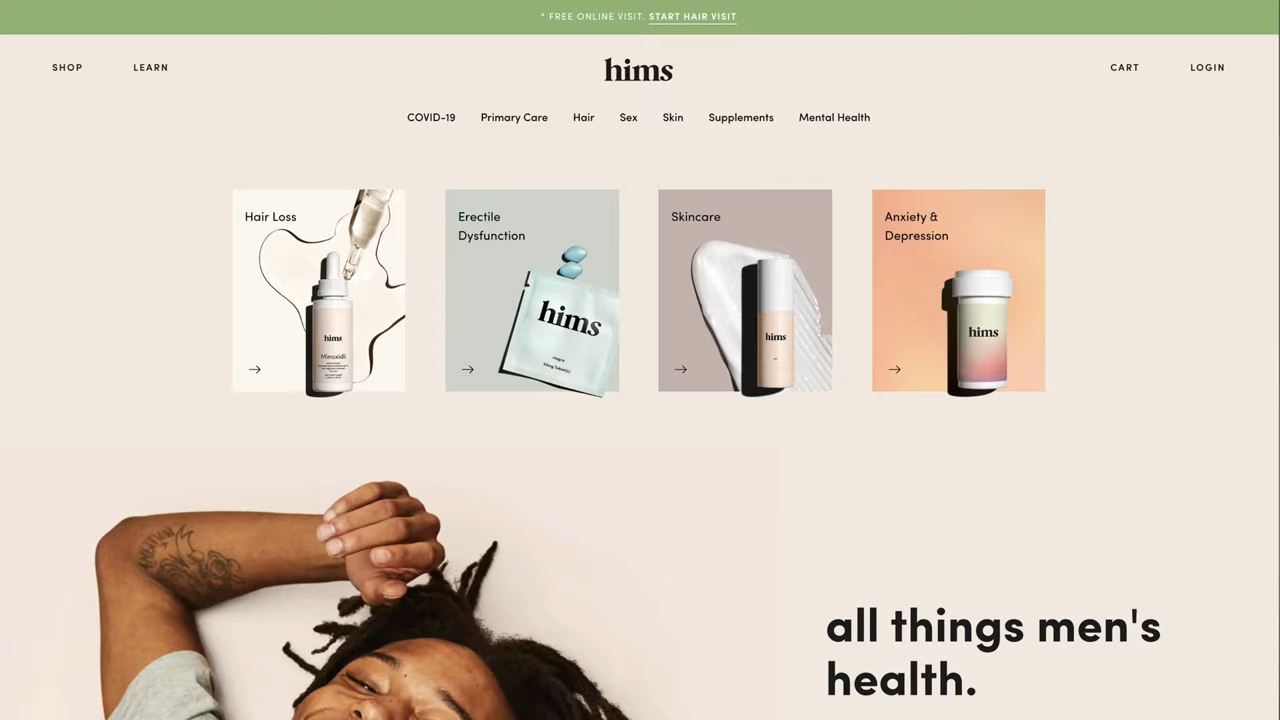 * FREE ONLINE VISIT. START HAIR VISIT
SHOP
LEARN
hims
CART
LOGIN
COVID-19
Primary Care
Hair
Sex
Skin
Supplements
Mental Health
Hair Loss
hims
Minoxidil
Erectile
Dysfunction
hims
viagra
Skincare
hims
Anxiety &
Depression
hims
all things men's
health.